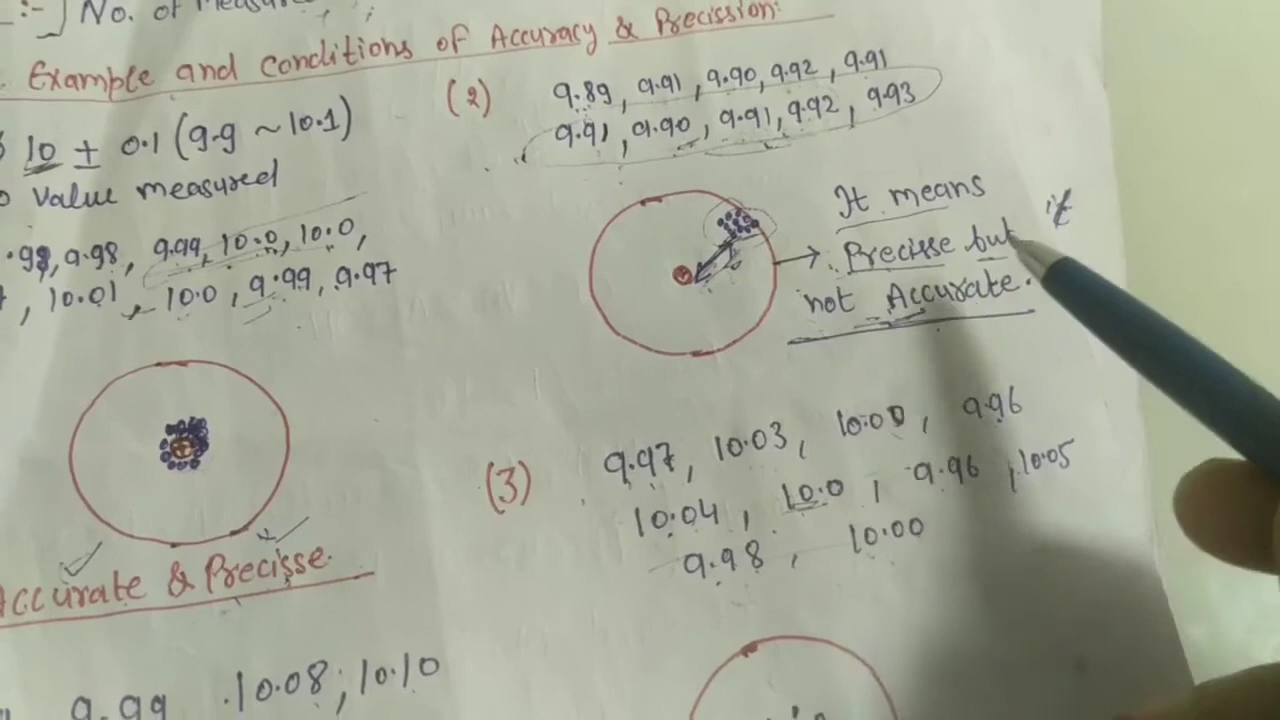 :- No. of Measure
Example and conditions of Accuracy & Precission:
10 ± 0.1 (9.9 ~ 10.1)
Value measured
9.98, 9.99, 10.0, 10.0,
, 10.01, 10.0, 9.99, 9.97
Accurate & Precisse.
9.99 10.08, 10.10
(2) 9.89, 9.91, 9.90, 9.92, 9.91
9.91, 9.90, 9.91, 9.92, 9.93
It means
Precisse but
not Accurate.
(3) 9.97, 10.03, 10.00, 9.96
10.04, 10.0, 9.96, 10.05
9.98, 10.00